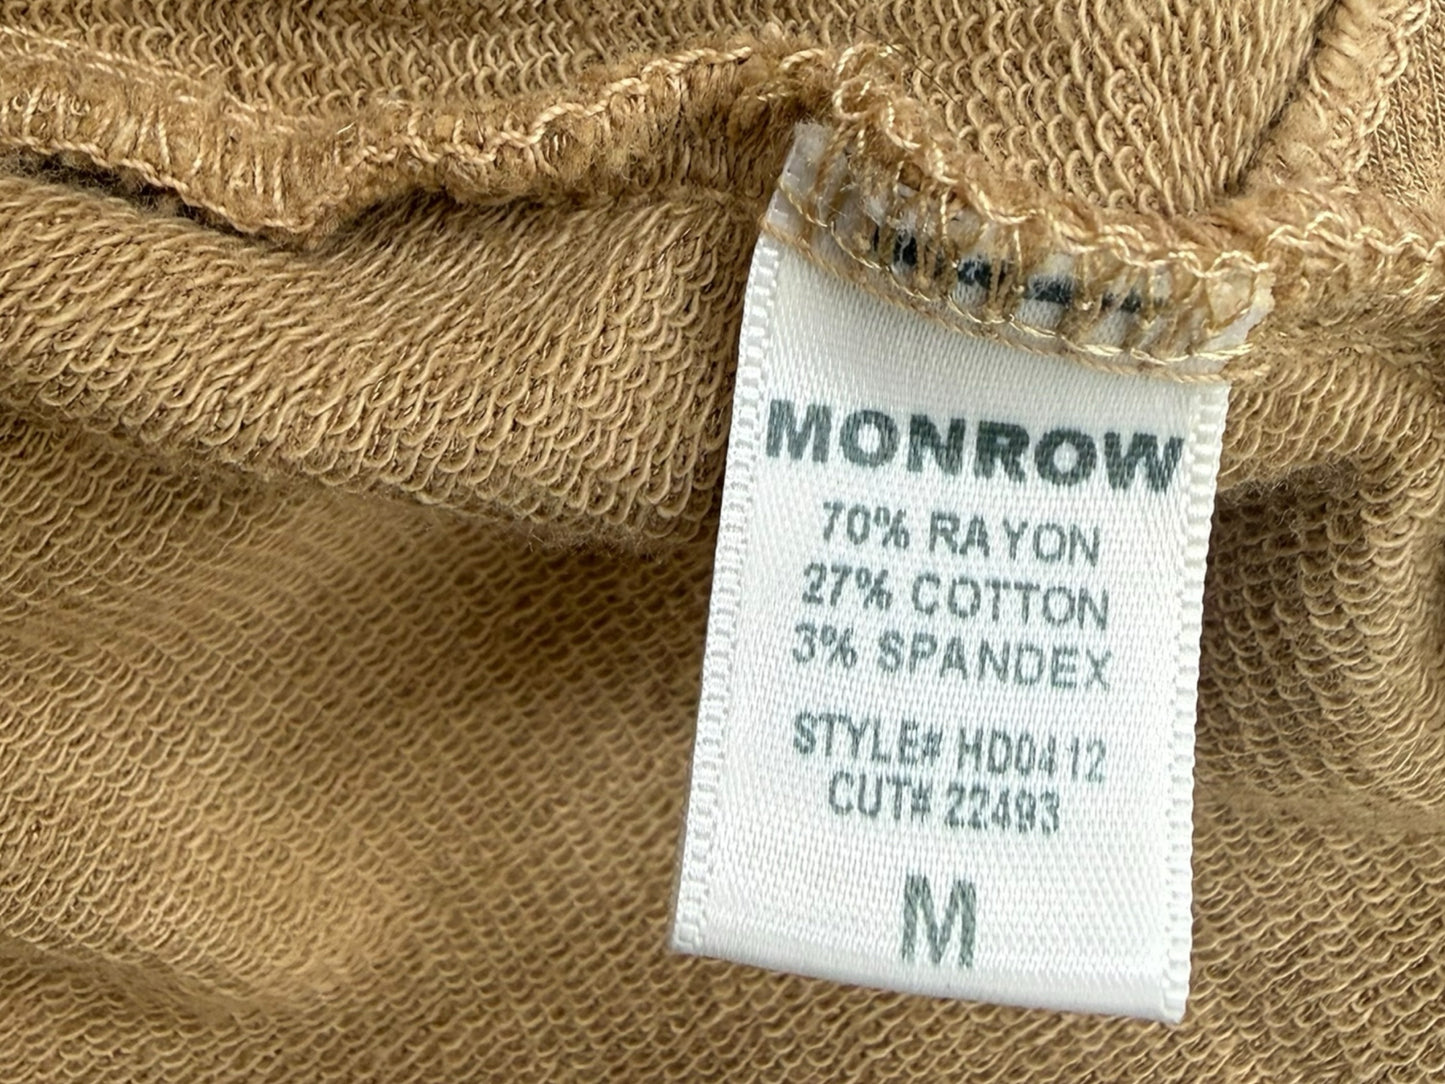 MONROW
70% RAYON
27% COTTON
3% SPANDEX
STYLE# HD0412
CUT# 22493
M